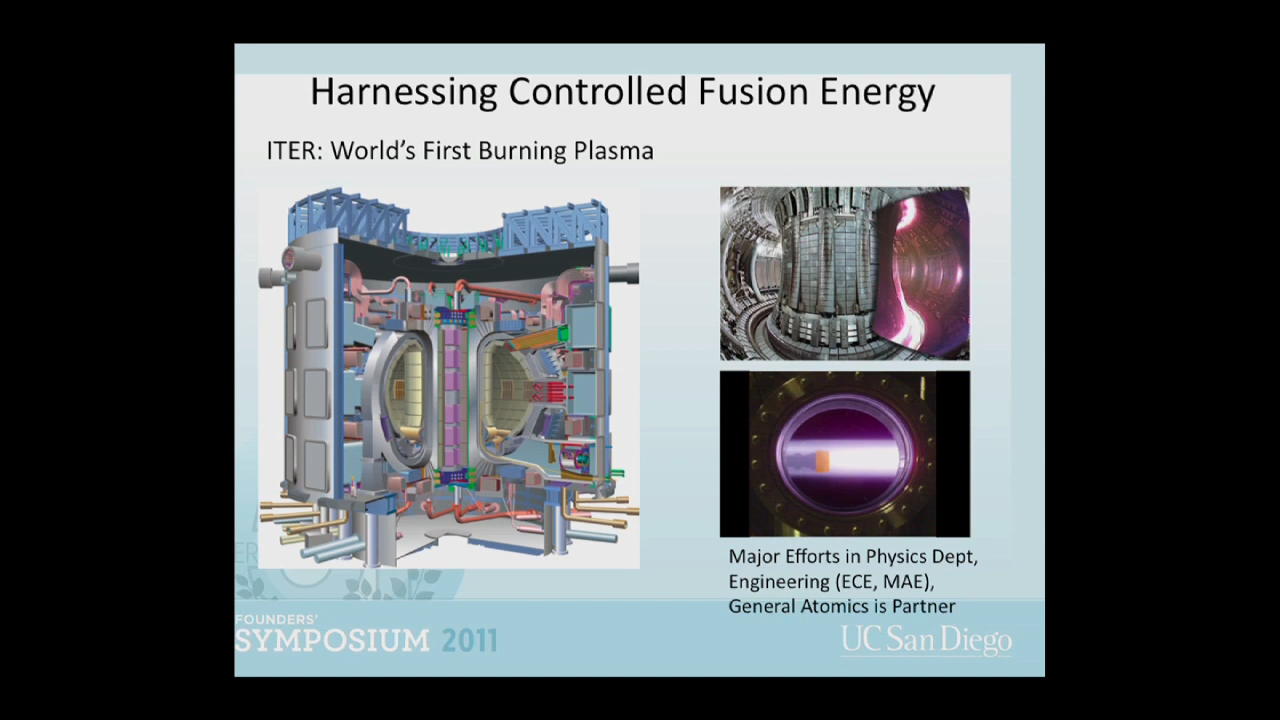 Harnessing Controlled Fusion Energy
ITER: World's First Burning Plasma
Major Efforts in Physics Dept,
Engineering (ECE, MAE),
General Atomics is Partner
ER
FOUNDERS'
SYMPOSIUM 2011
UC San Diego